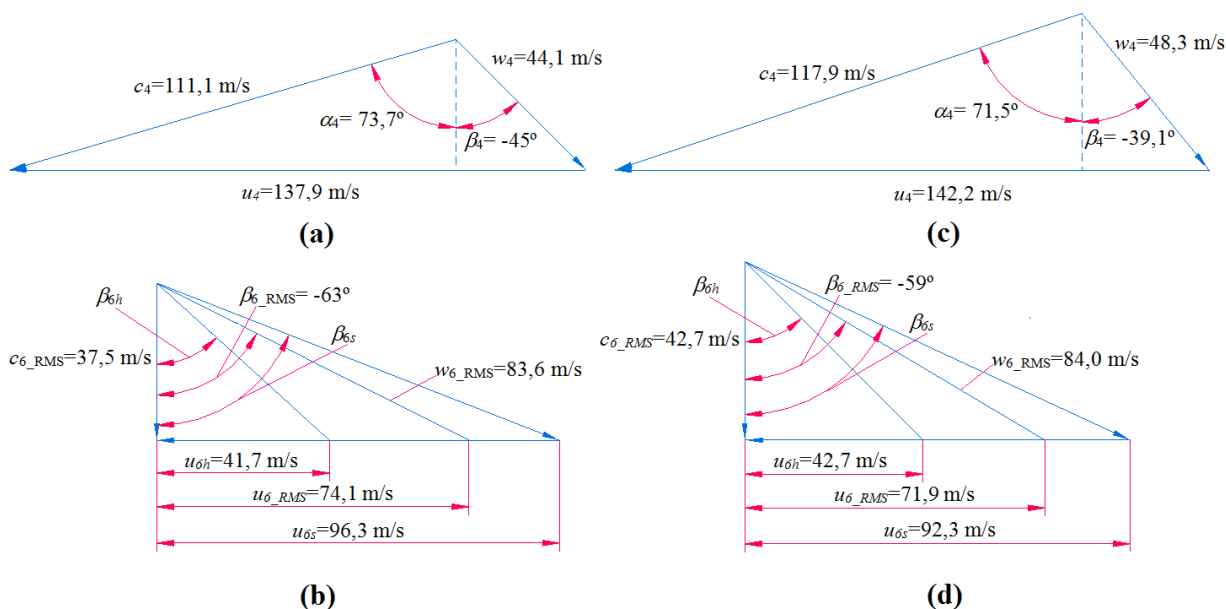 c4=111,1 m/s
w4=44,1 m/s
α4= 73,7º
β4= -45º
u4=137,9 m/s
(a)
c4=117,9 m/s
w4=48,3 m/s
α4= 71,5º
β4= -39,1º
u4=142,2 m/s
(c)
β6h
β6_RMS= -63º
β6s
c6_RMS=37,5 m/s
w6_RMS=83,6 m/s
u6h=41,7 m/s
u6_RMS=74,1 m/s
u6s=96,3 m/s
(b)
β6h
β6_RMS= -59º
β6s
c6_RMS=42,7 m/s
w6_RMS=84,0 m/s
u6h=42,7 m/s
u6_RMS=71,9 m/s
u6s=92,3 m/s
(d)